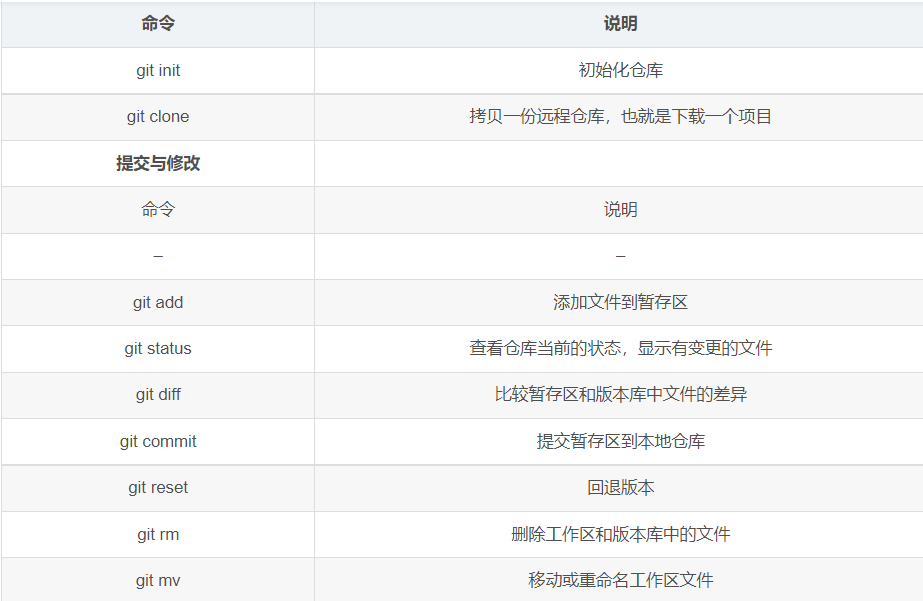 命令 说明
git init 初始化仓库
git clone 拷贝一份远程仓库，也就是下载一个项目
提交与修改
命令 说明
– –
git add 添加文件到暂存区
git status 查看仓库当前的状态，显示有变更的文件
git diff 比较暂存区和版本库中文件的差异
git commit 提交暂存区到本地仓库
git reset 回退版本
git rm 删除工作区和版本库中的文件
git mv 移动或重命名工作区文件